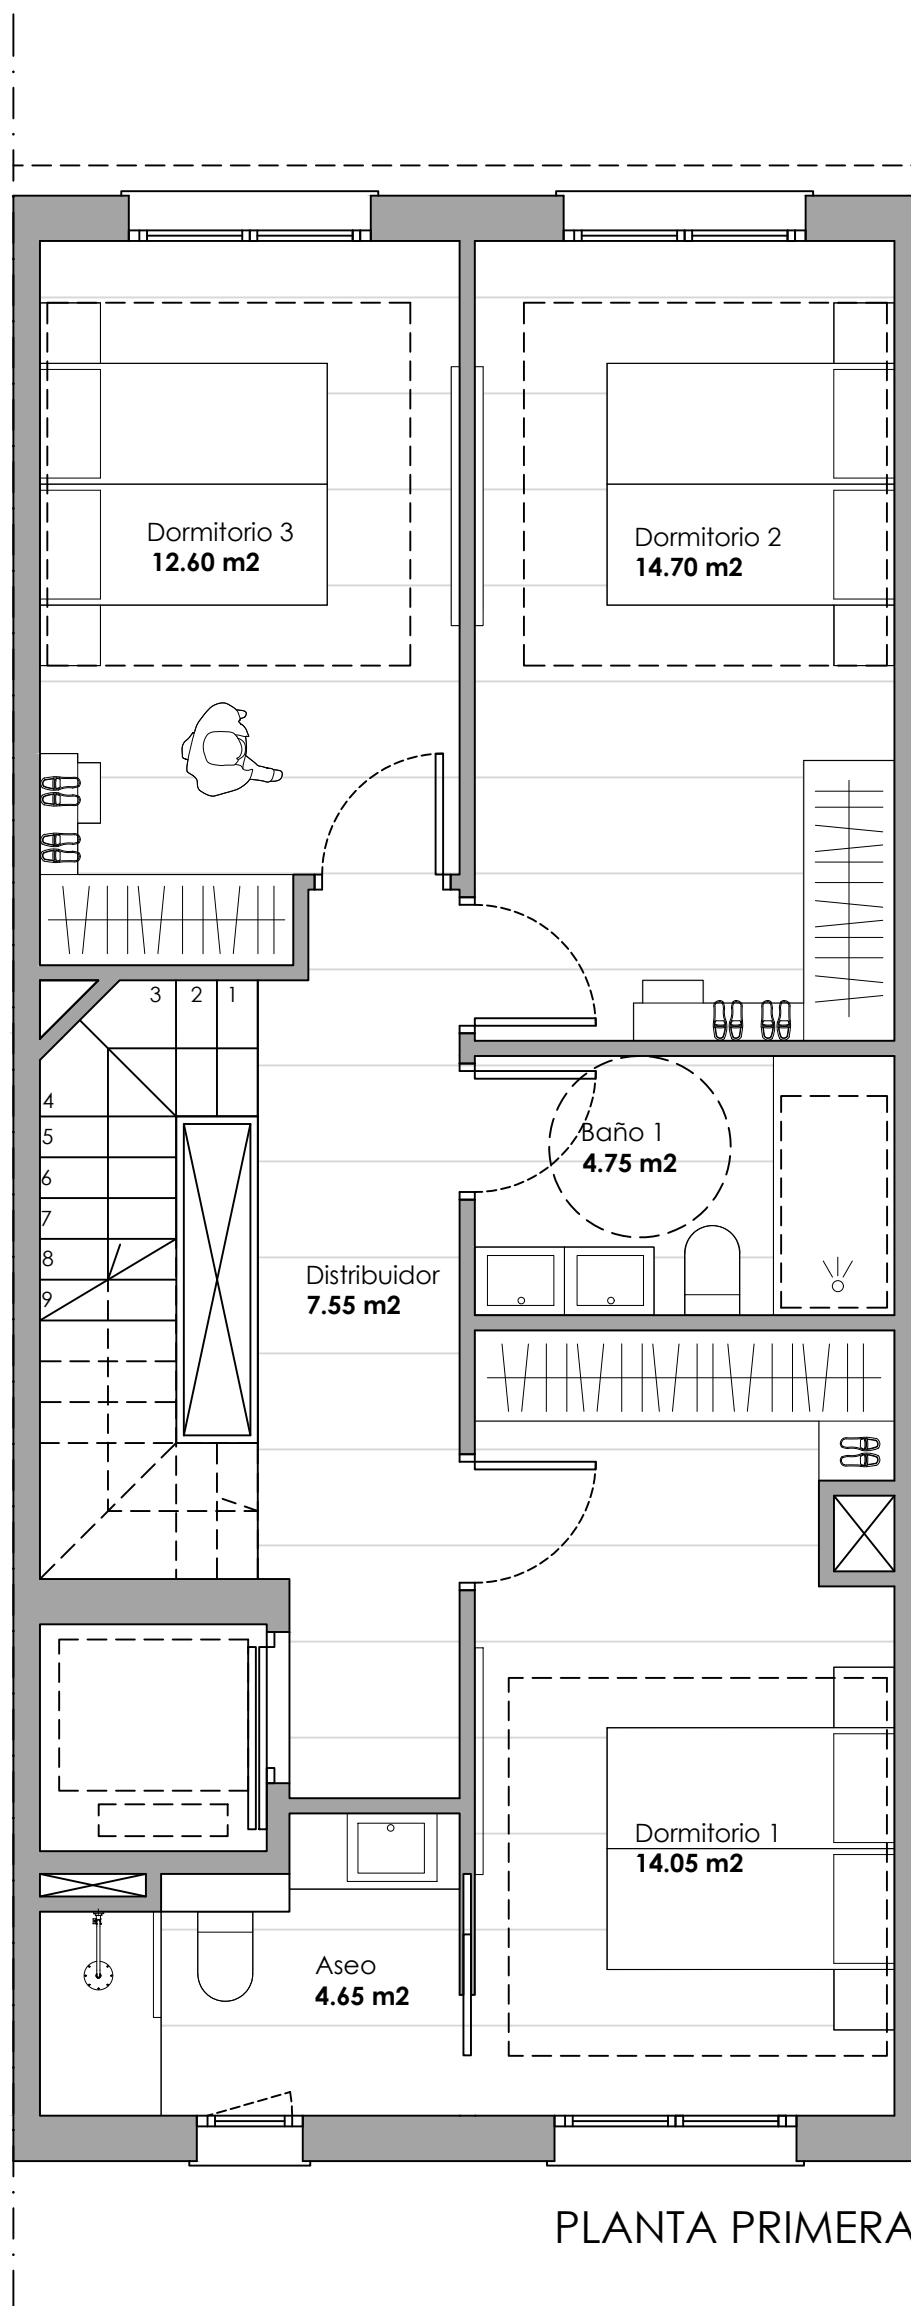 Dormitorio 3
12.60 m2
Dormitorio 2
14.70 m2
3 2 1
4
5
6
7
8
9
Baño 1
4.75 m2
Distribuidor
7.55 m2
Dormitorio 1
14.05 m2
Aseo
4.65 m2
PLANTA PRIMERA